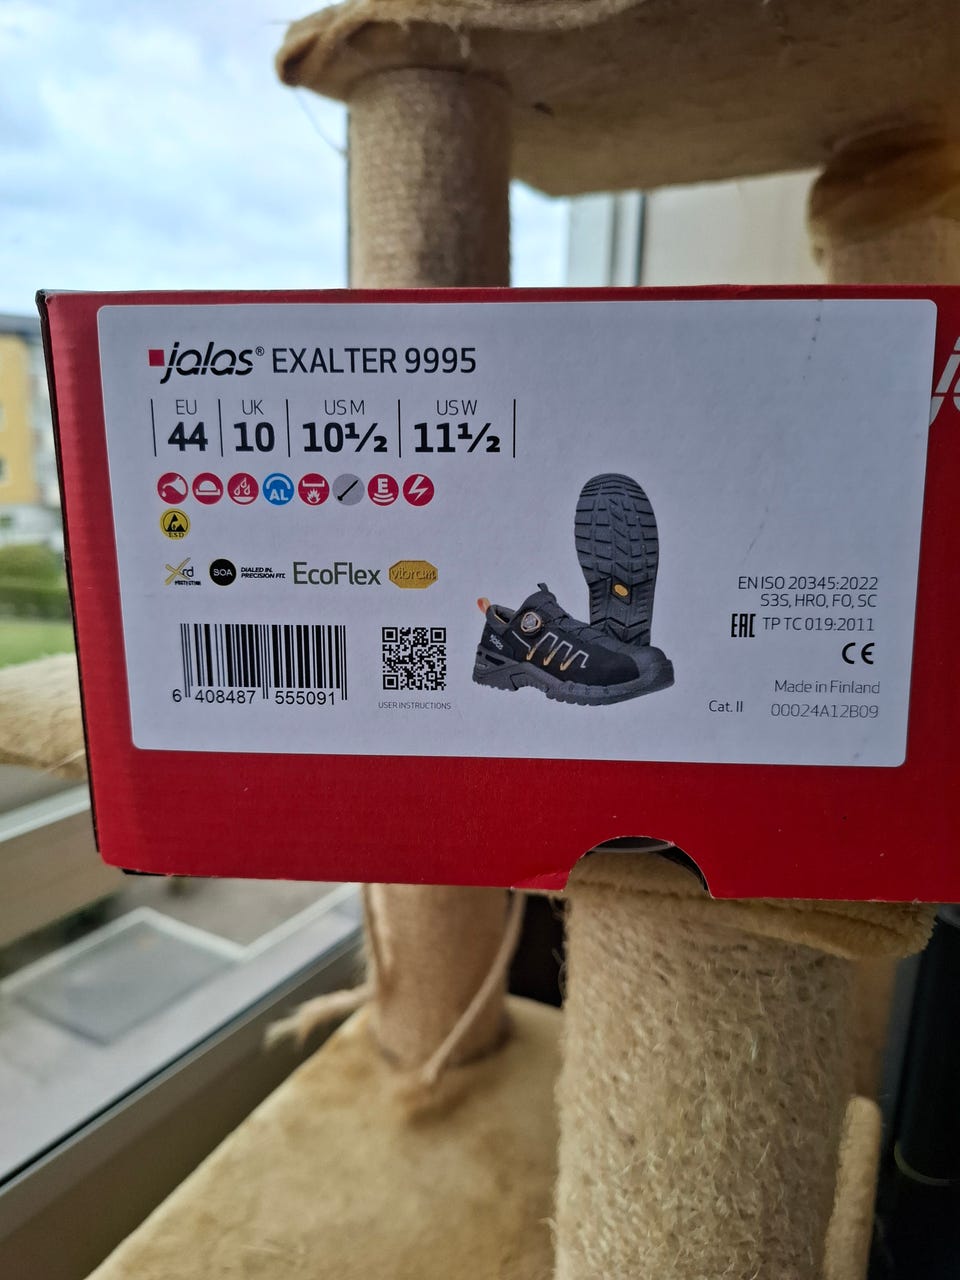 jalas® EXALTER 9995
EU UK US M US W
44 10 10½ 11½
AL E
ESD
xrd BOA DIALED IN. PRECISION FIT. EcoFlex vibram
6 408487 555091
USER INSTRUCTIONS
jalas
EN ISO 20345:2022
S3S, HRO, FO, SC
EAC TP TC 019:2011
CE
Made in Finland
Cat. II 00024A12B09